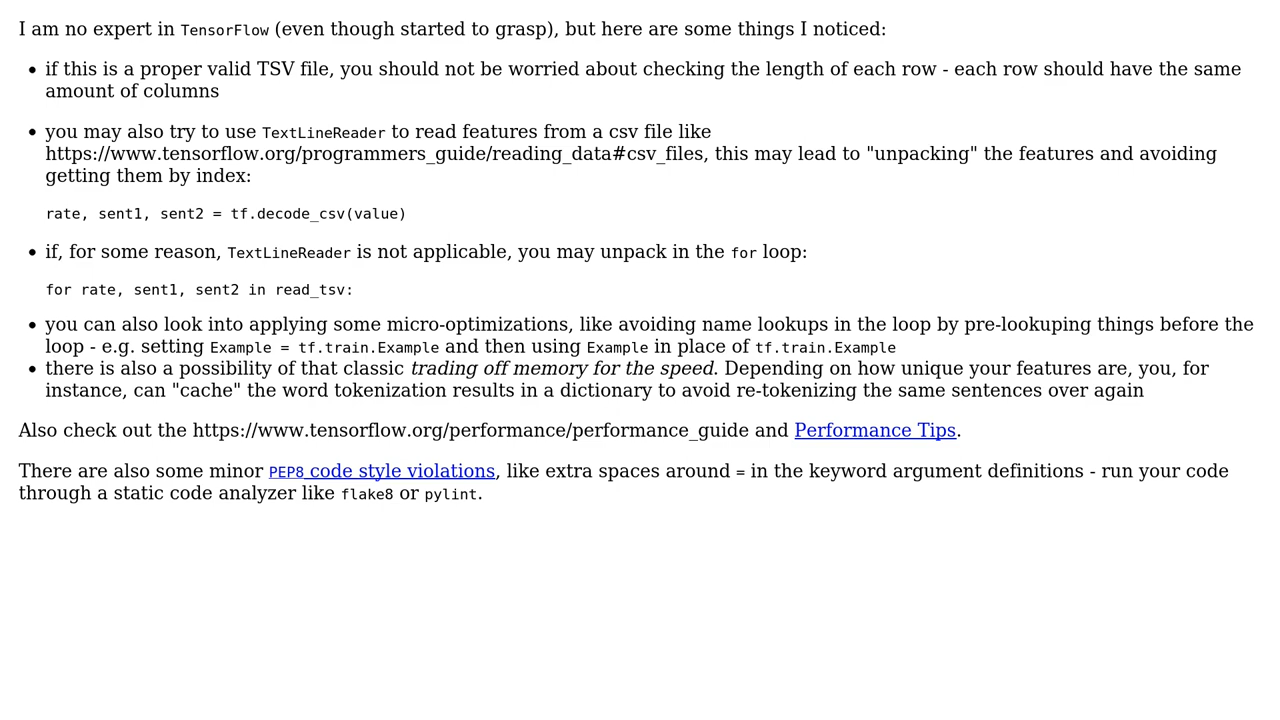 I am no expert in TensorFlow (even though started to grasp), but here are some things I noticed:
• if this is a proper valid TSV file, you should not be worried about checking the length of each row - each row should have the same
amount of columns
• you may also try to use TextLineReader to read features from a csv file like
https://www.tensorflow.org/programmers_guide/reading_data#csv_files, this may lead to "unpacking" the features and avoiding
getting them by index:
rate, sent1, sent2 = tf.decode_csv(value)
• if, for some reason, TextLineReader is not applicable, you may unpack in the for loop:
for rate, sent1, sent2 in read_tsv:
• you can also look into applying some micro-optimizations, like avoiding name lookups in the loop by pre-lookuping things before the
loop - e.g. setting Example = tf.train.Example and then using Example in place of tf.train.Example
• there is also a possibility of that classic trading off memory for the speed. Depending on how unique your features are, you, for
instance, can "cache" the word tokenization results in a dictionary to avoid re-tokenizing the same sentences over again
Also check out the https://www.tensorflow.org/performance/performance_guide and Performance Tips.
There are also some minor PEP8 code style violations, like extra spaces around = in the keyword argument definitions - run your code
through a static code analyzer like flake8 or pylint.